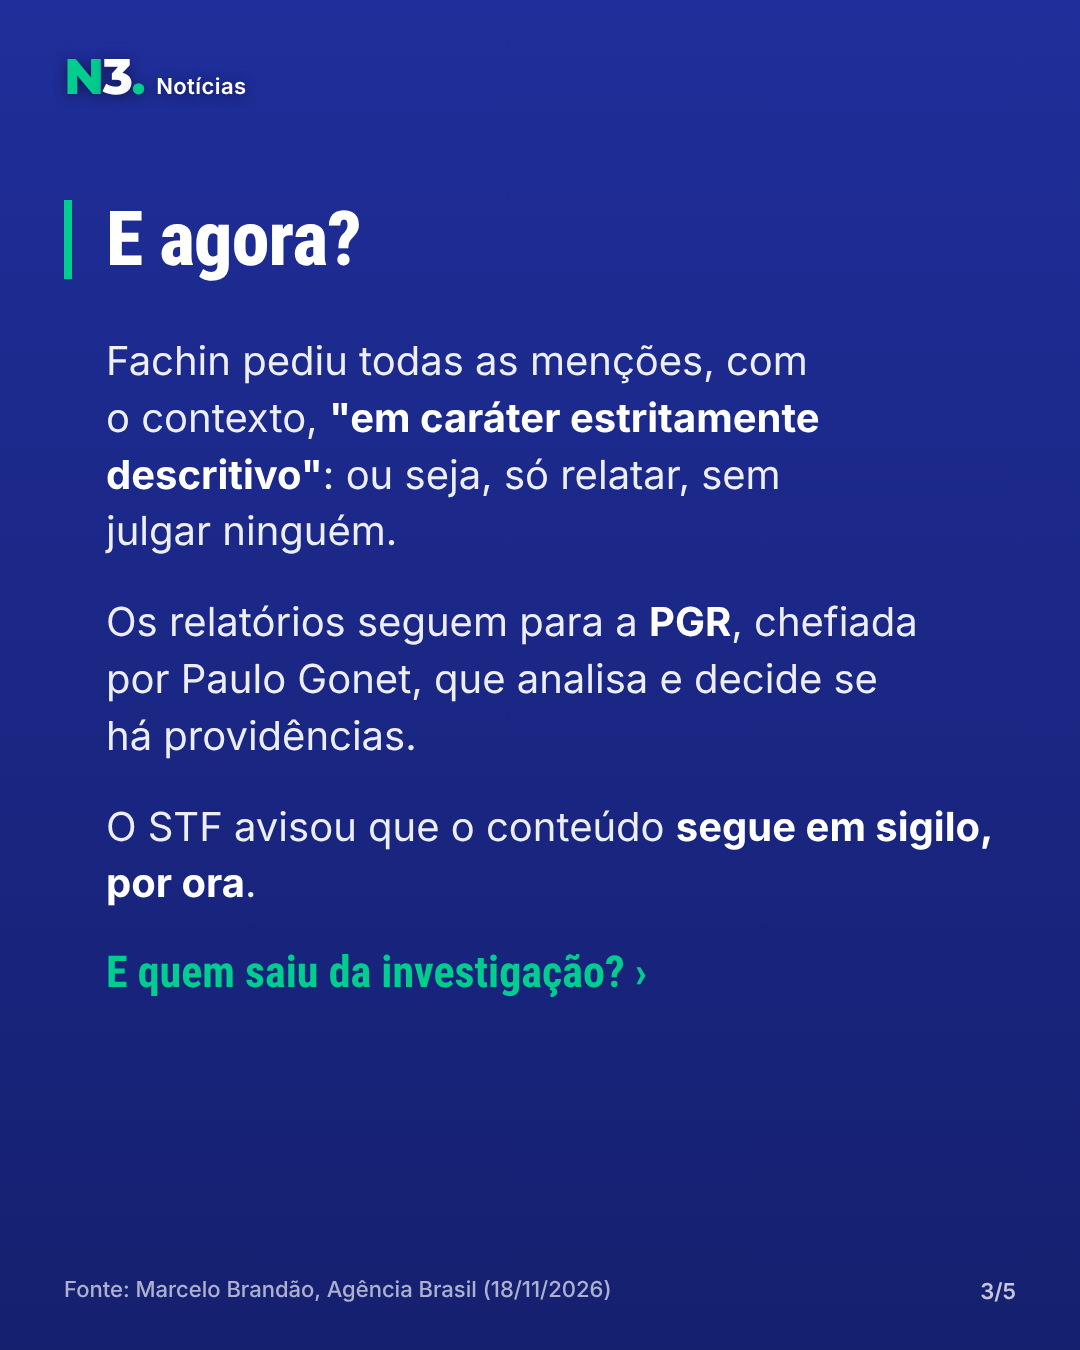 N3. Notícias
E agora?
Fachin pediu todas as menções, com
o contexto, "em caráter estritamente
descritivo": ou seja, só relatar, sem
julgar ninguém.
Os relatórios seguem para a PGR, chefiada
por Paulo Gonet, que analisa e decide se
há providências.
O STF avisou que o conteúdo segue em sigilo,
por ora.
E quem saiu da investigação? ›
Fonte: Marcelo Brandão, Agência Brasil (18/11/2026)
3/5